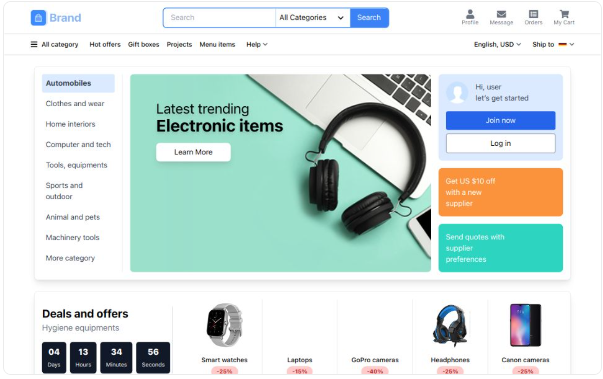 Brand
Search
All Categories
Search
Profile
Message
Orders
My Cart
All category
Hot offers
Gift boxes
Projects
Menu items
Help
English, USD
Ship to
Automobiles
Clothes and wear
Home interiors
Computer and tech
Tools, equipments
Sports and
outdoor
Animal and pets
Machinery tools
More category
Latest trending
Electronic items
Learn More
Hi, user
let's get started
Join now
Log in
Get US $10 off
with a new
supplier
Send quotes with
supplier
preferences
Deals and offers
Hygiene equipments
04
Days
13
Hours
34
Minutes
56
Seconds
Smart watches
-25%
Laptops
-15%
GoPro cameras
-40%
Headphones
-25%
Canon cameras
-25%